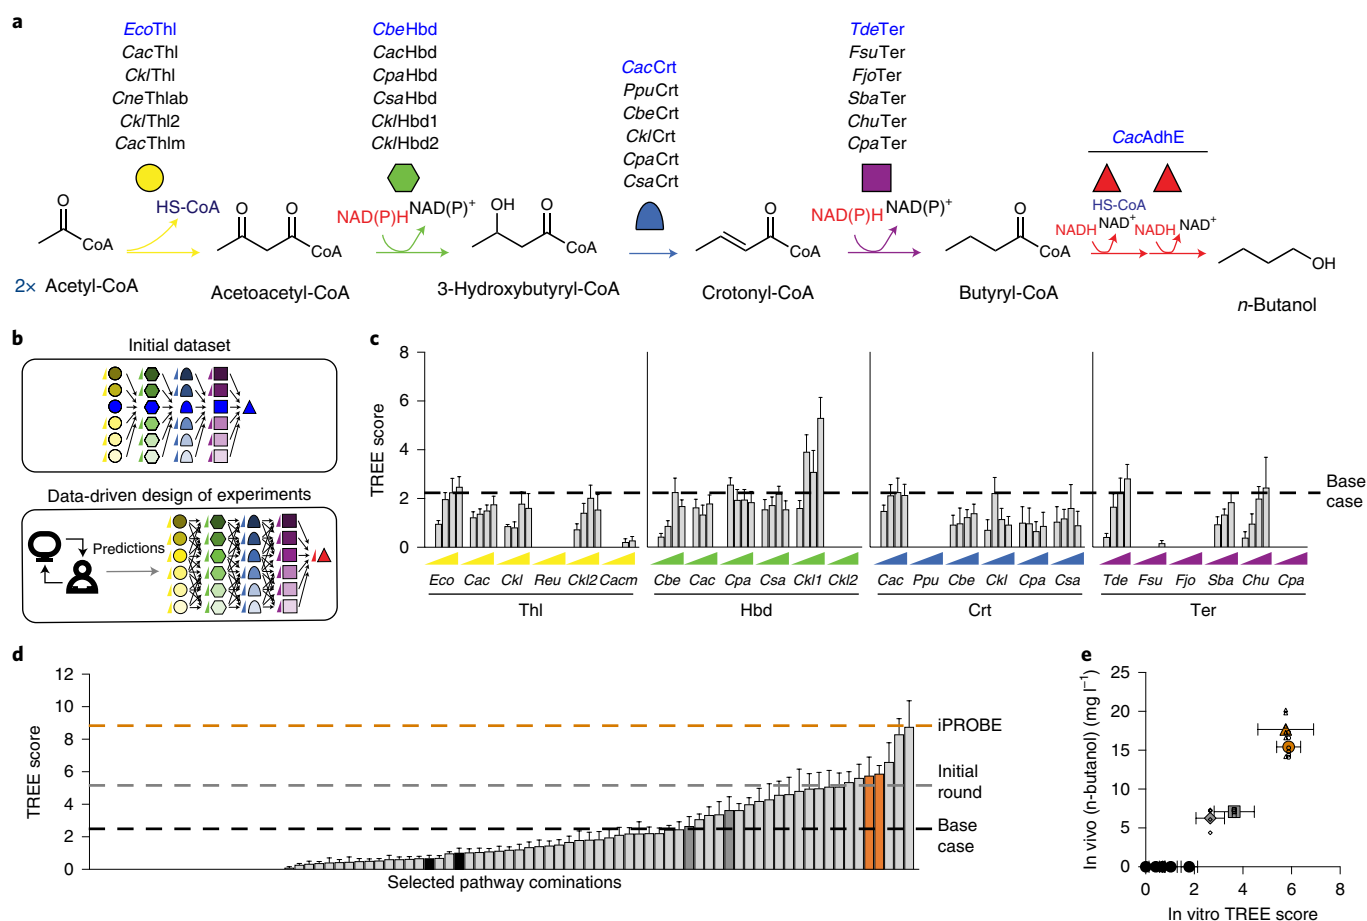 a
EcoThl
CacThl
CklThl
CneThlab
CklThl2
CacThlm
CbeHbd
CacHbd
CpaHbd
CsaHbd
CklHbd1
CklHbd2
CacCrt
PpuCrt
CbeCrt
CklCrt
CpaCrt
CsaCrt
TdeTer
FsuTer
FjoTer
SbaTer
ChuTer
CpaTer
CacAdhE
O
CoA
2× Acetyl-CoA
HS-CoA
O O
CoA
Acetoacetyl-CoA
NAD(P)H NAD(P)+
OH O
CoA
3-Hydroxybutyryl-CoA
O
CoA
Crotonyl-CoA
NAD(P)H NAD(P)+
O
CoA
Butyryl-CoA
HS-CoA
NADH NAD+ NADH NAD+
OH
n-Butanol
b
Initial dataset
Data-driven design of experiments
Predictions
c
TREE score
8
6
4
2
0
Base
case
Eco Cac Ckl Reu Ckl2 Cacm
Thl
Cbe Cac Cpa Csa Ckl1 Ckl2
Hbd
Cac Ppu Cbe Ckl Cpa Csa
Crt
Tde Fsu Fjo Sba Chu Cpa
Ter
d
TREE score
12
10
8
6
4
2
0
iPROBE
Initial
round
Base
case
Selected pathway cominations
e
In vivo (n-butanol) (mg l−1)
25
20
15
10
5
0
0 2 4 6 8
In vitro TREE score